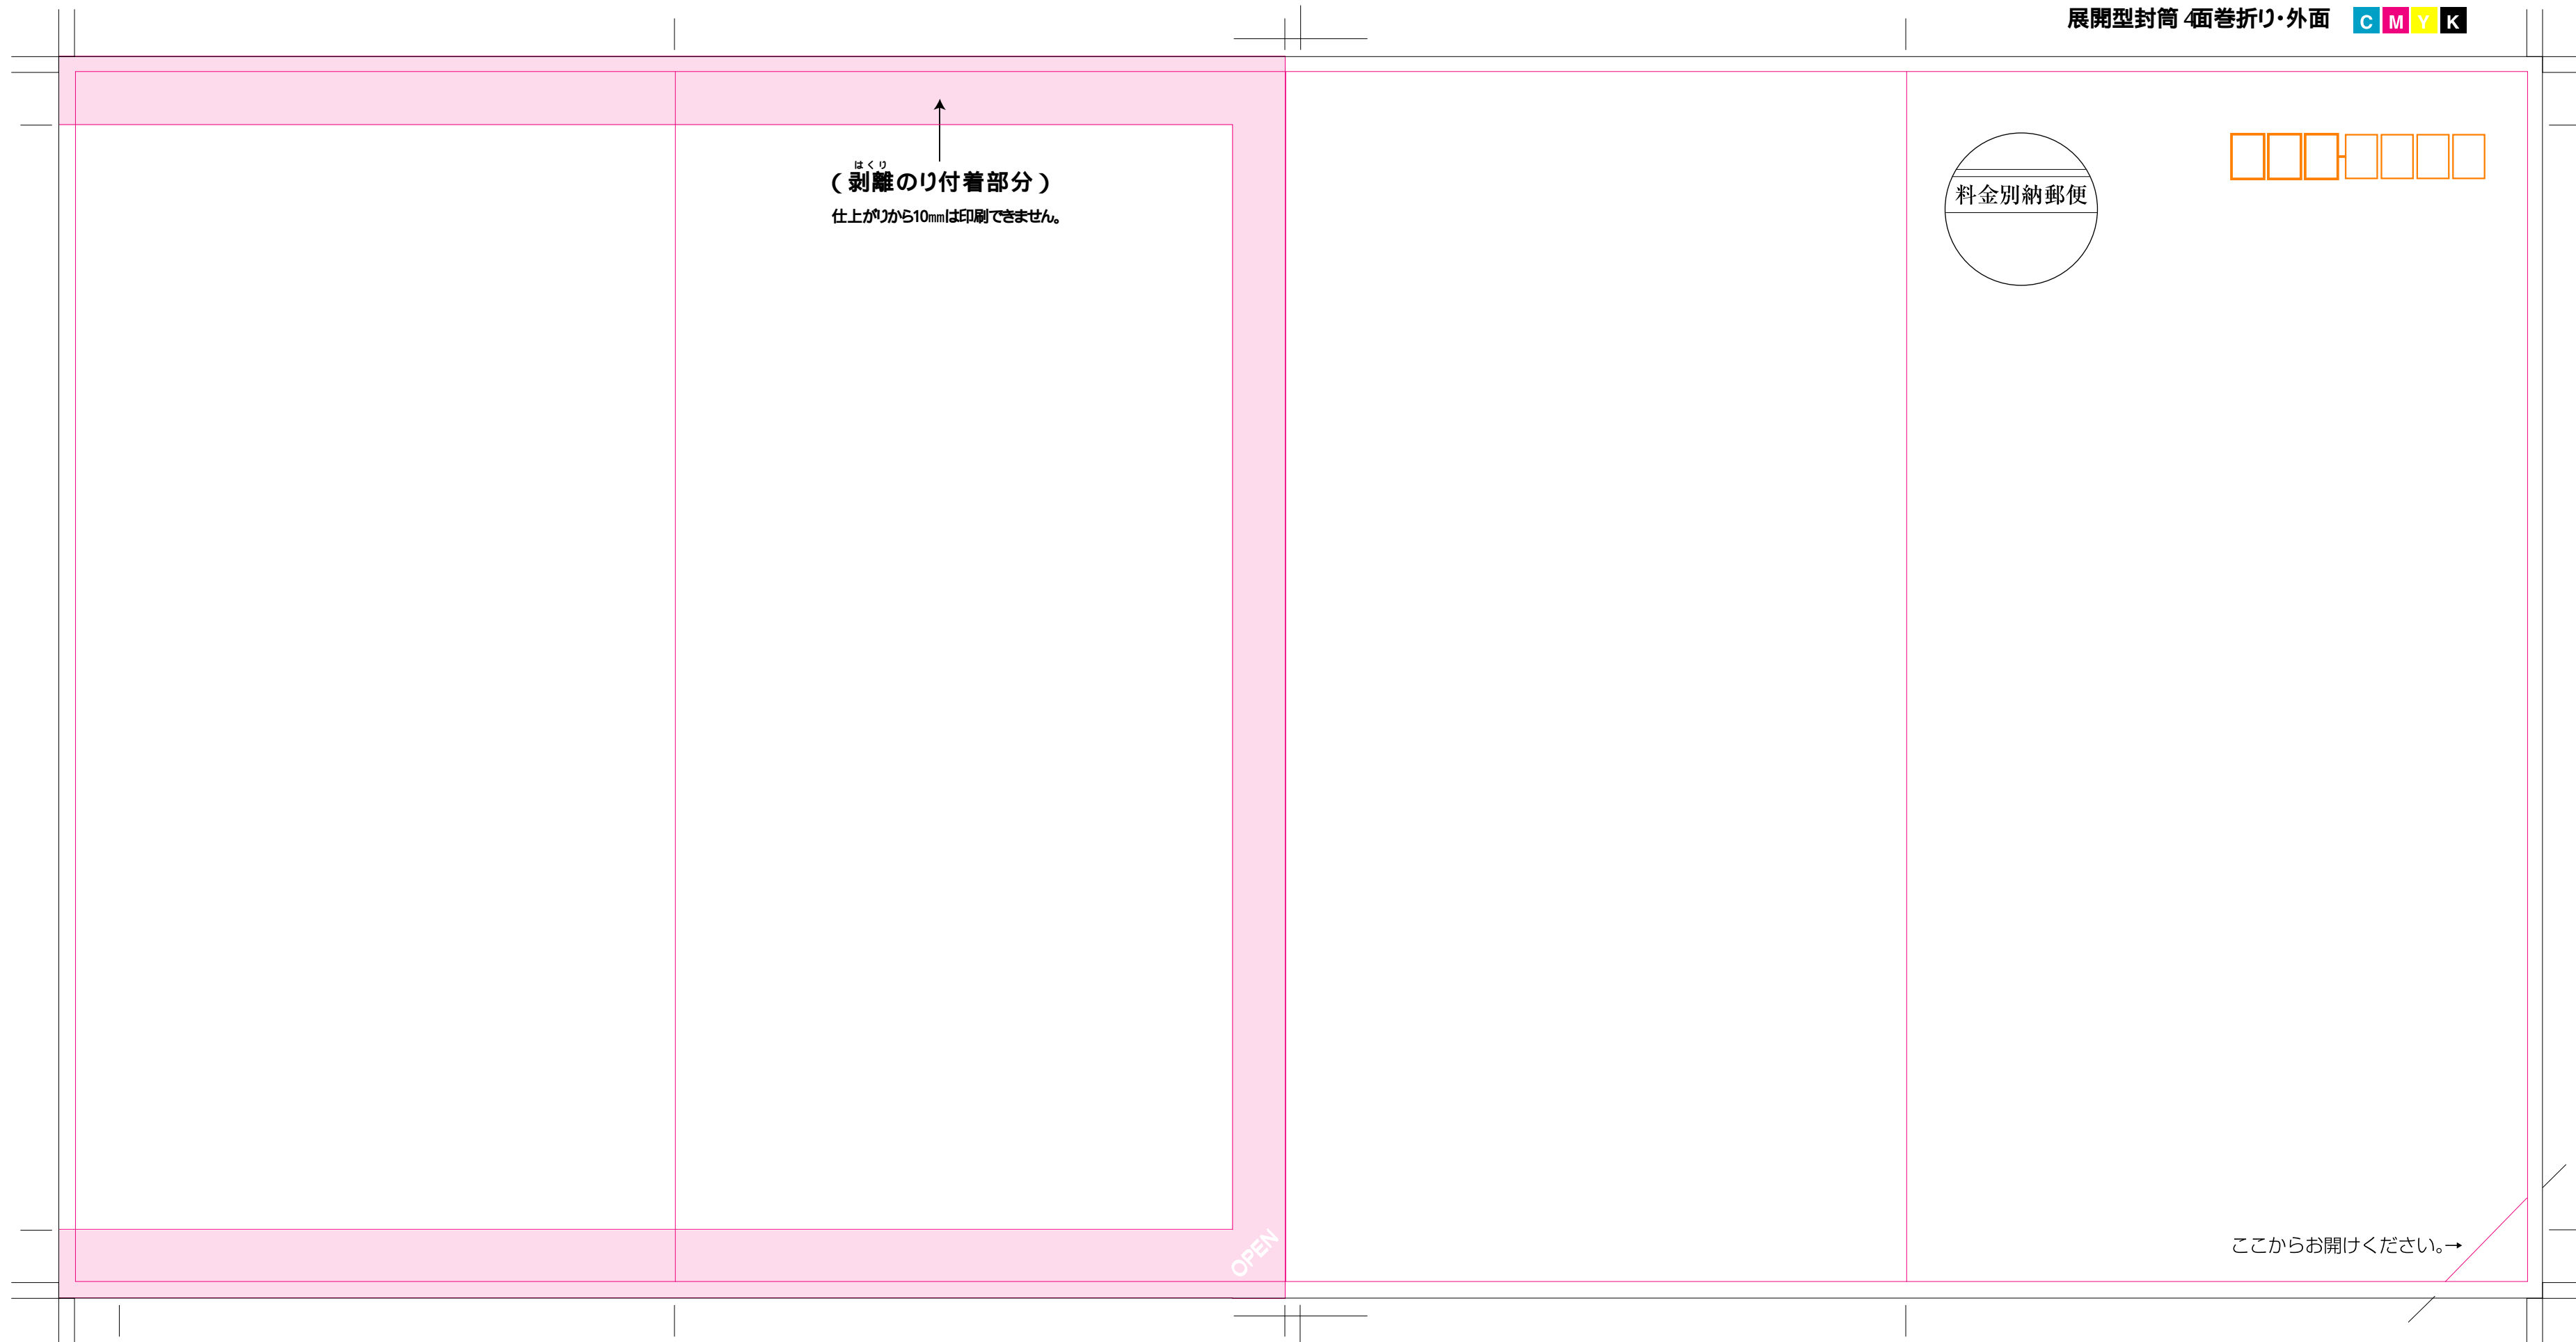 展開型封筒 4面巻折り・外面 C M Y K
はくり
(剥離のり付着部分)
仕上がりから10mmは印刷できません。
料金別納郵便
OPEN
ここからお開けください。→